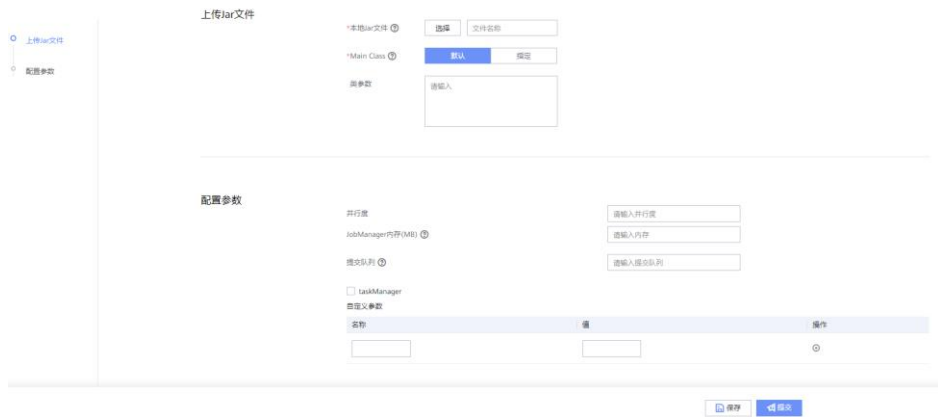 上传Jar文件
配置参数
上传Jar文件
*本地Jar文件
选择
文件名称
*Main Class
默认
指定
类参数
请输入
配置参数
并行度
请输入并行度
JobManager内存(MB)
请输入内存
提交队列
请输入提交队列
taskManager
自定义参数
名称
值
操作
保存
提交